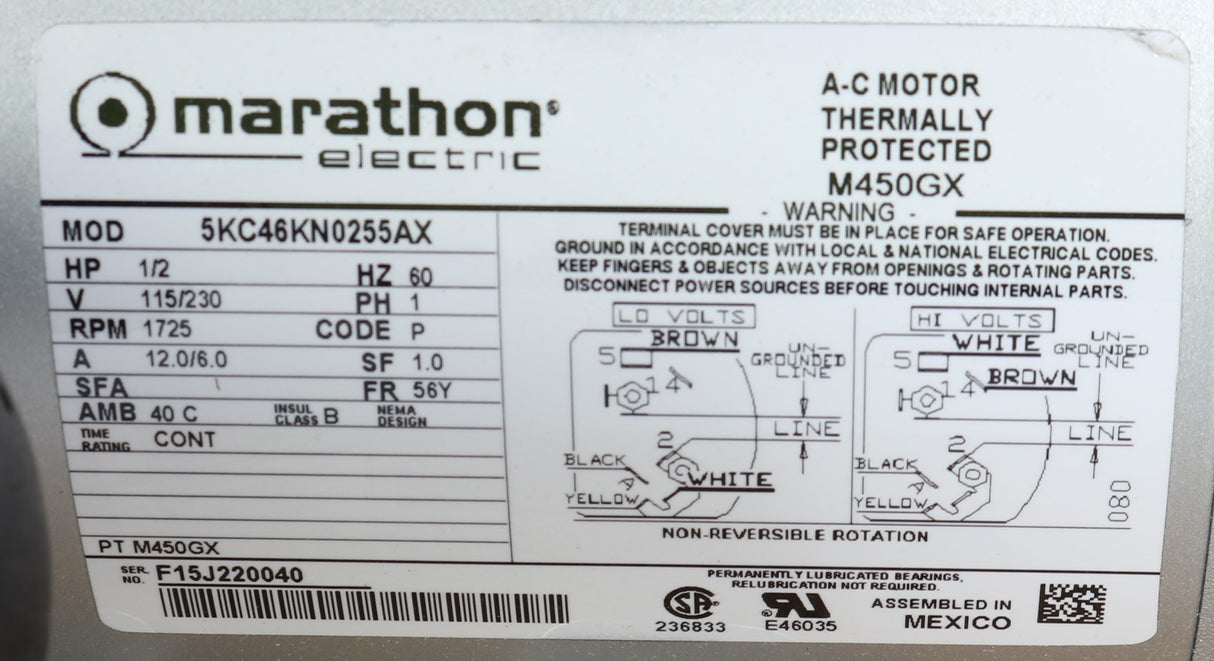 marathon®
electric
A-C MOTOR
THERMALLY
PROTECTED
M450GX
MOD 5KC46KN0255AX
HP 1/2 HZ 60
V 115/230 PH 1
RPM 1725 CODE P
A 12.0/6.0 SF 1.0
SFA FR 56Y
AMB 40 C INSUL CLASS B NEMA DESIGN
TIME RATING CONT
PT M450GX
- WARNING -
TERMINAL COVER MUST BE IN PLACE FOR SAFE OPERATION.
GROUND IN ACCORDANCE WITH LOCAL & NATIONAL ELECTRICAL CODES.
KEEP FINGERS & OBJECTS AWAY FROM OPENINGS & ROTATING PARTS.
DISCONNECT POWER SOURCES BEFORE TOUCHING INTERNAL PARTS.
LO VOLTS
BROWN
5
UN-
GROUNDED
LINE
14
LINE
2
BLACK
WHITE
A
YELLOW
HI VOLTS
WHITE
5
UN-
GROUNDED
LINE
14 BROWN
LINE
2
BLACK
A
YELLOW
080
NON-REVERSIBLE ROTATION
SER. NO. F15J220040
PERMANENTLY LUBRICATED BEARINGS,
RELUBRICATION NOT REQUIRED.
236833
E46035
ASSEMBLED IN
MEXICO